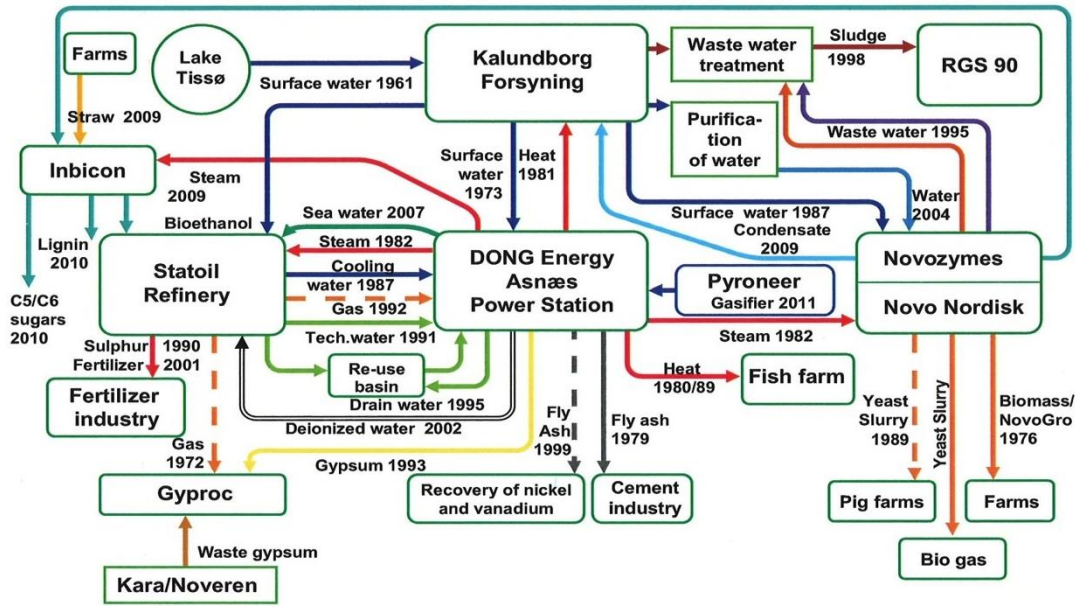 Farms
Straw 2009
Lake
Tissø
Surface water 1961
Kalundborg
Forsyning
Waste water
treatment
Sludge
1998
RGS 90
Purifica-
tion
of water
Waste water 1995
Water
2004
Inbicon
Steam
2009
Bioethanol
Lignin
2010
C5/C6
sugars
2010
Surface
water
1973
Heat
1981
Surface water 1987
Condensate
2009
Sea water 2007
Steam 1982
Cooling
water 1987
Gas 1992
Tech.water 1991
Statoil
Refinery
DONG Energy
Asnæs
Power Station
Pyroneer
Gasifier 2011
Novozymes
Novo Nordisk
Steam 1982
Sulphur 1990
Fertilizer 2001
Fertilizer
industry
Re-use
basin
Drain water 1995
Deionized water 2002
Heat
1980/89
Fish farm
Gas
1972
Gypsum 1993
Fly
Ash
1999
Fly ash
1979
Yeast
Slurry
1989
Yeast Slurry
Biomass/
NovoGro
1976
Gyproc
Recovery of nickel
and vanadium
Cement
industry
Pig farms
Farms
Bio gas
Waste gypsum
Kara/Noveren